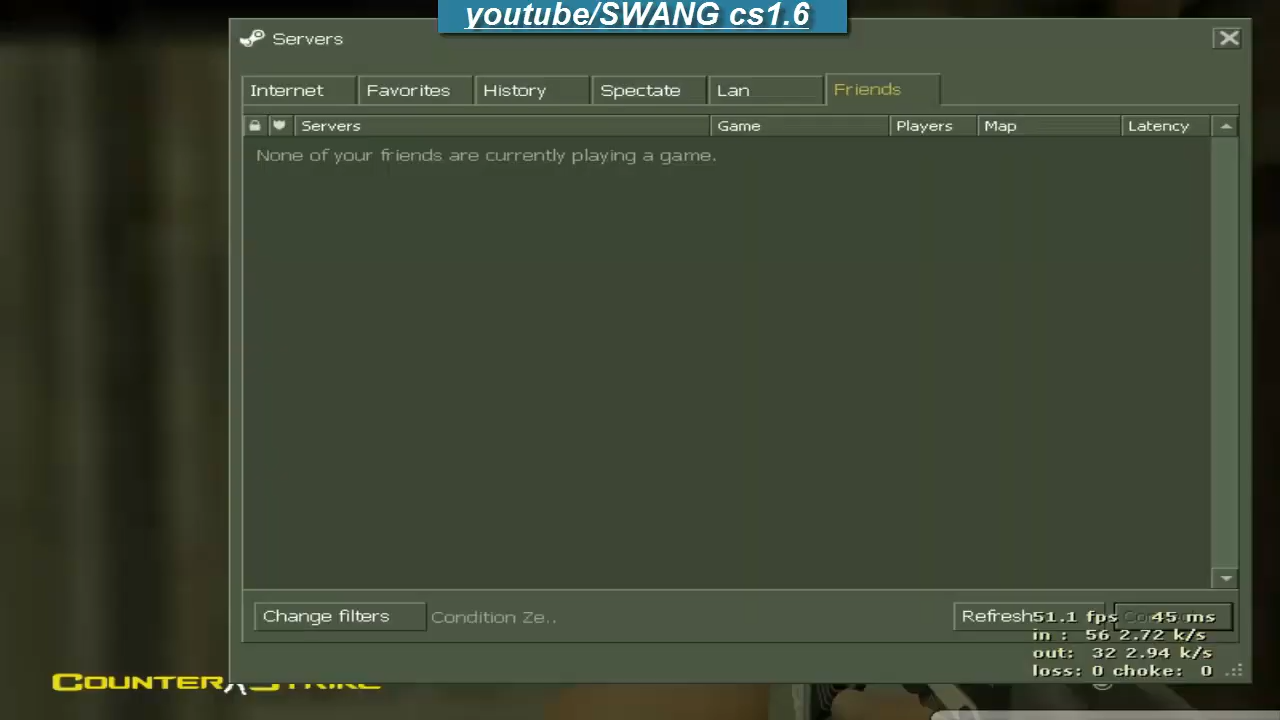 youtube/SWANG cs1.6
Servers
Internet Favorites History Spectate Lan Friends
Servers Game Players Map Latency
None of your friends are currently playing a game.
Change filters Condition Ze.. Refresh 51.1 fps 45 ms
in : 56 2.72 k/s
out: 32 2.94 k/s
loss: 0 choke: 0
COUNTER STRIKE